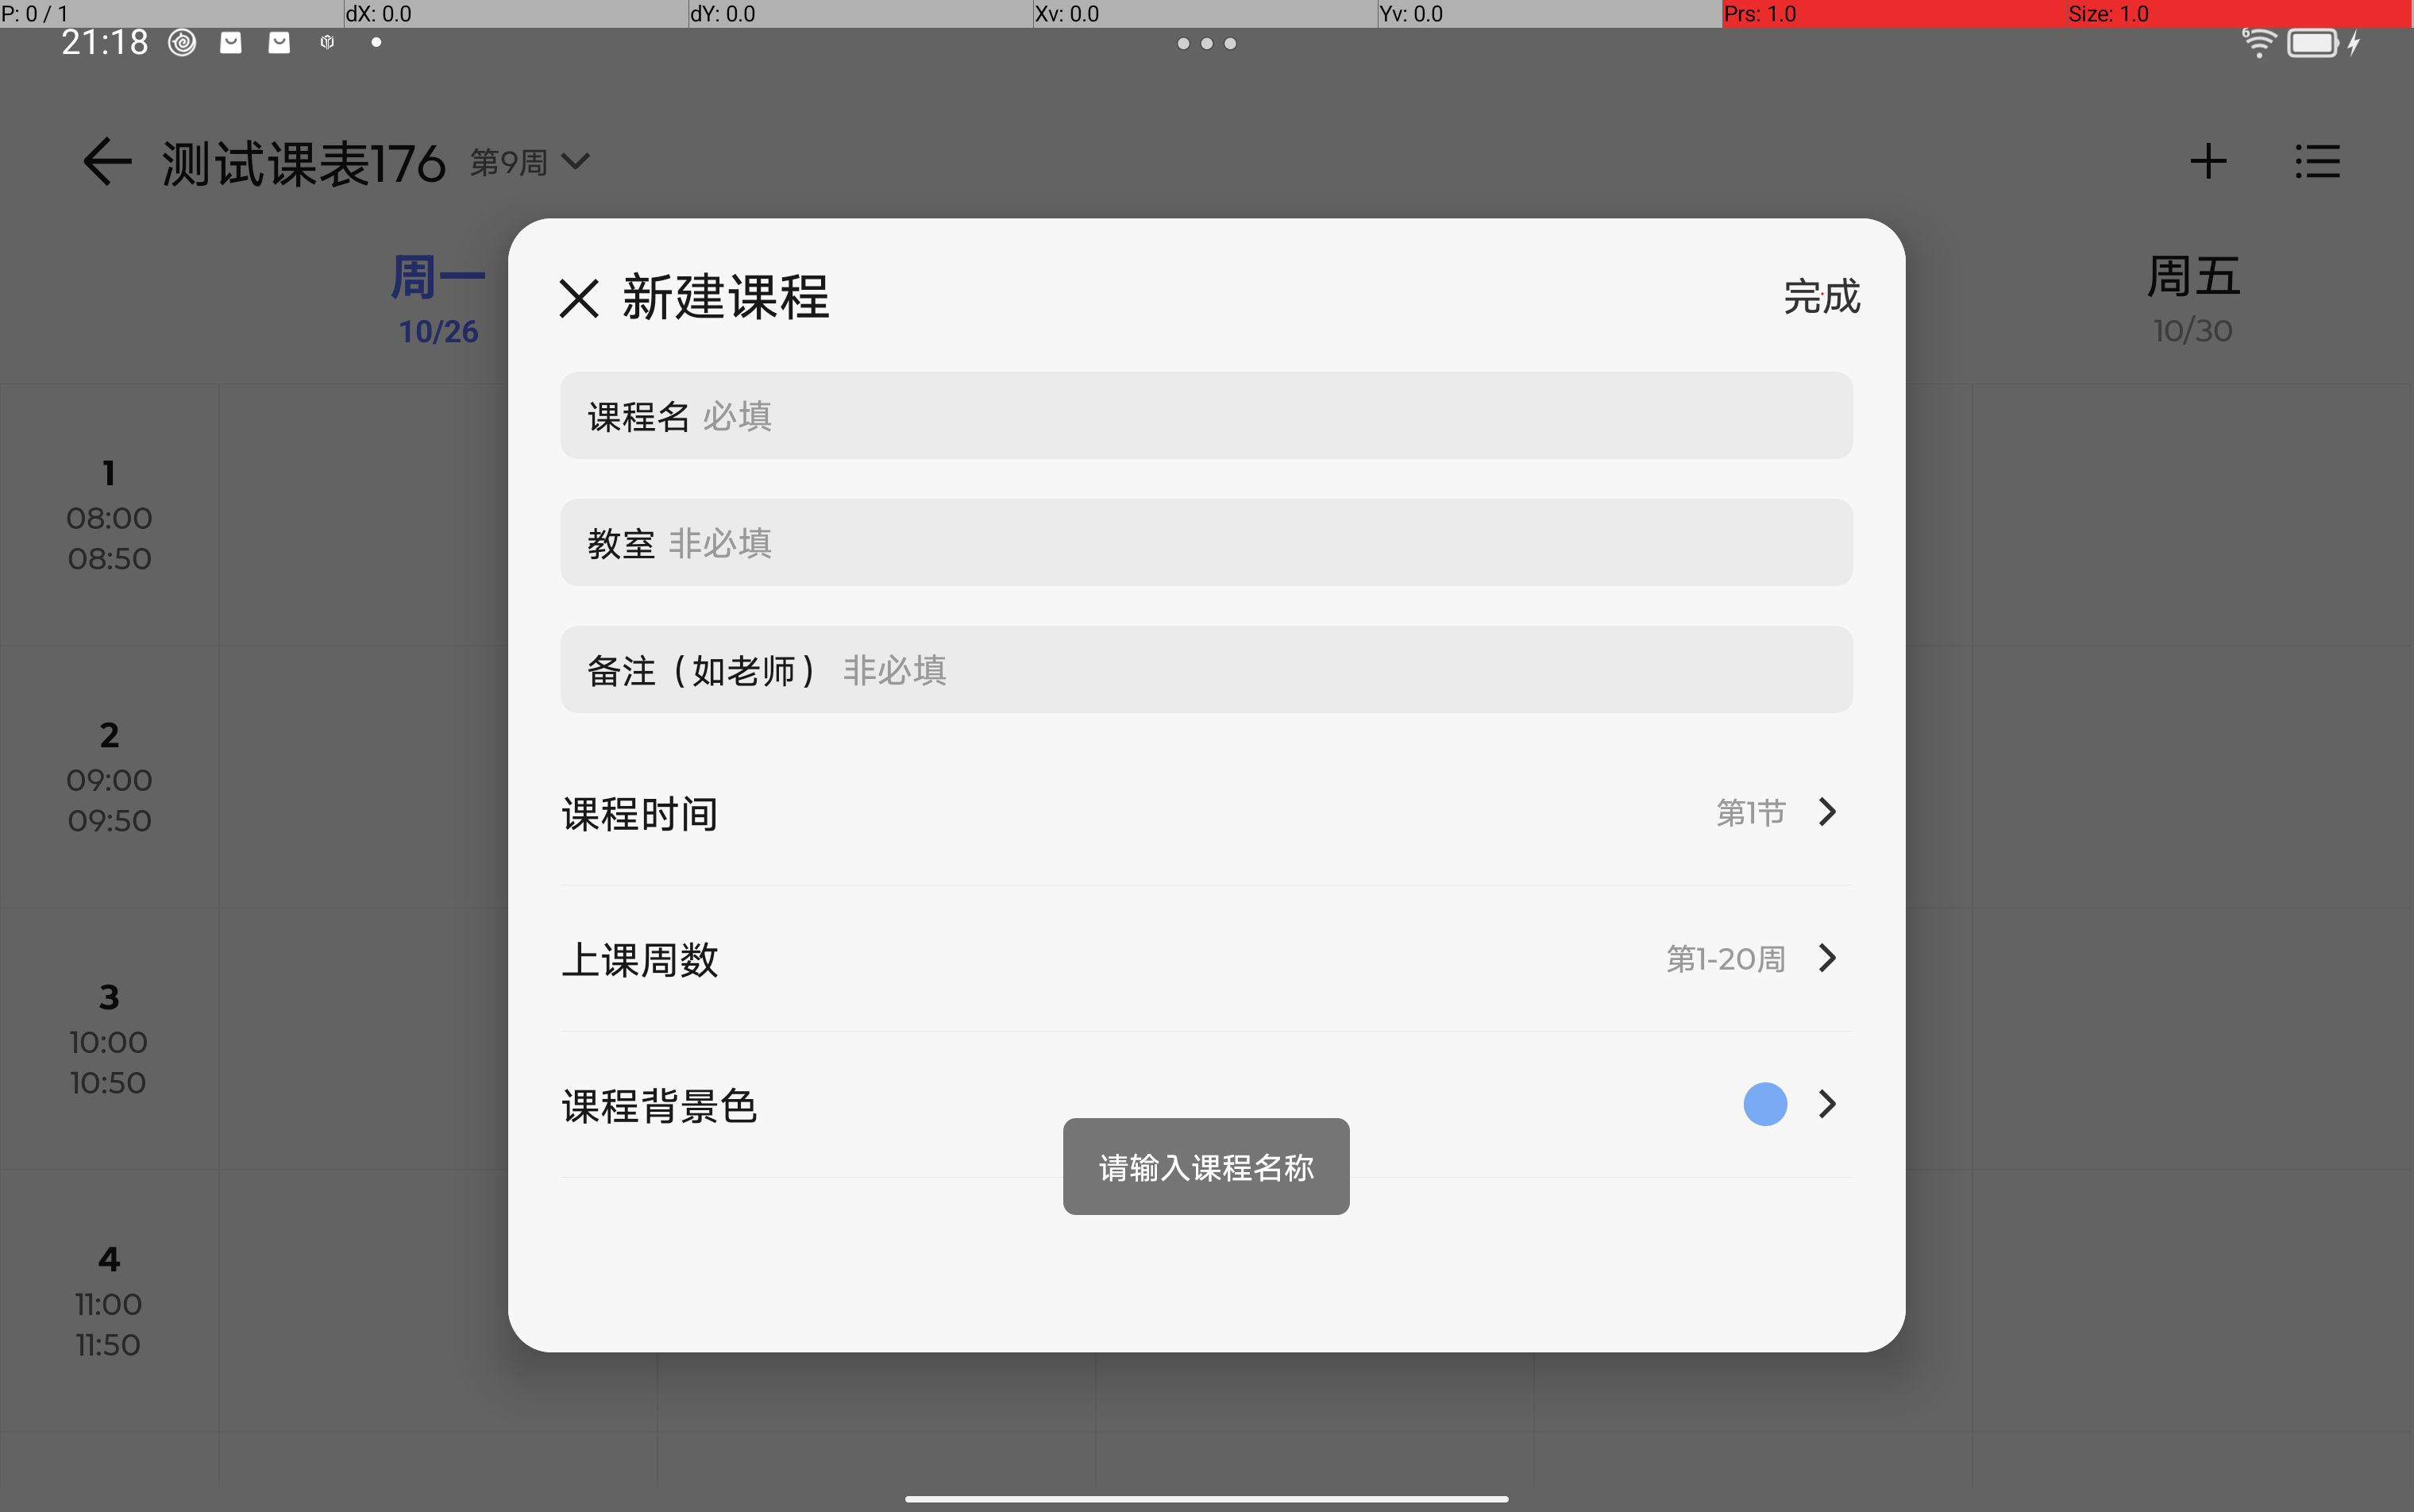 P: 0 / 1 dX: 0.0 dY: 0.0 Xv: 0.0 Yv: 0.0 Prs: 1.0 Size: 1.0
21:18 6
测试课表176 第9周
周一 周五
10/26 10/30
新建课程 完成
课程名 必填
教室 非必填
备注（如老师） 非必填
课程时间 第1节
上课周数 第1-20周
课程背景色
请输入课程名称
1
08:00
08:50
2
09:00
09:50
3
10:00
10:50
4
11:00
11:50